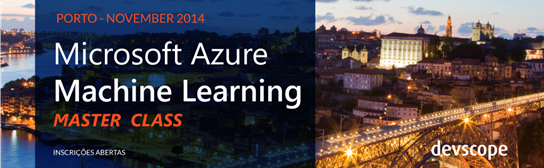 PORTO - NOVEMBER 2014
Microsoft Azure
Machine Learning
MASTER CLASS
INSCRIÇÕES ABERTAS
devscope